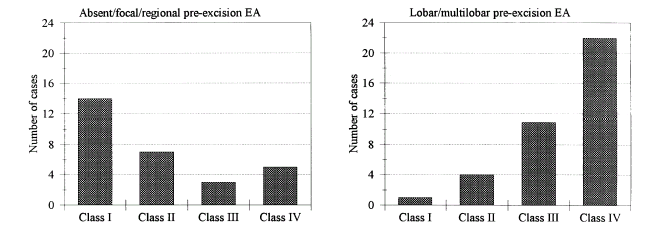 Absent/focal/regional pre-excision EA
24
20
16
12
8
4
0
Number of cases
Class I Class II Class III Class IV
Lobar/multilobar pre-excision EA
24
20
16
12
8
4
0
Number of cases
Class I Class II Class III Class IV